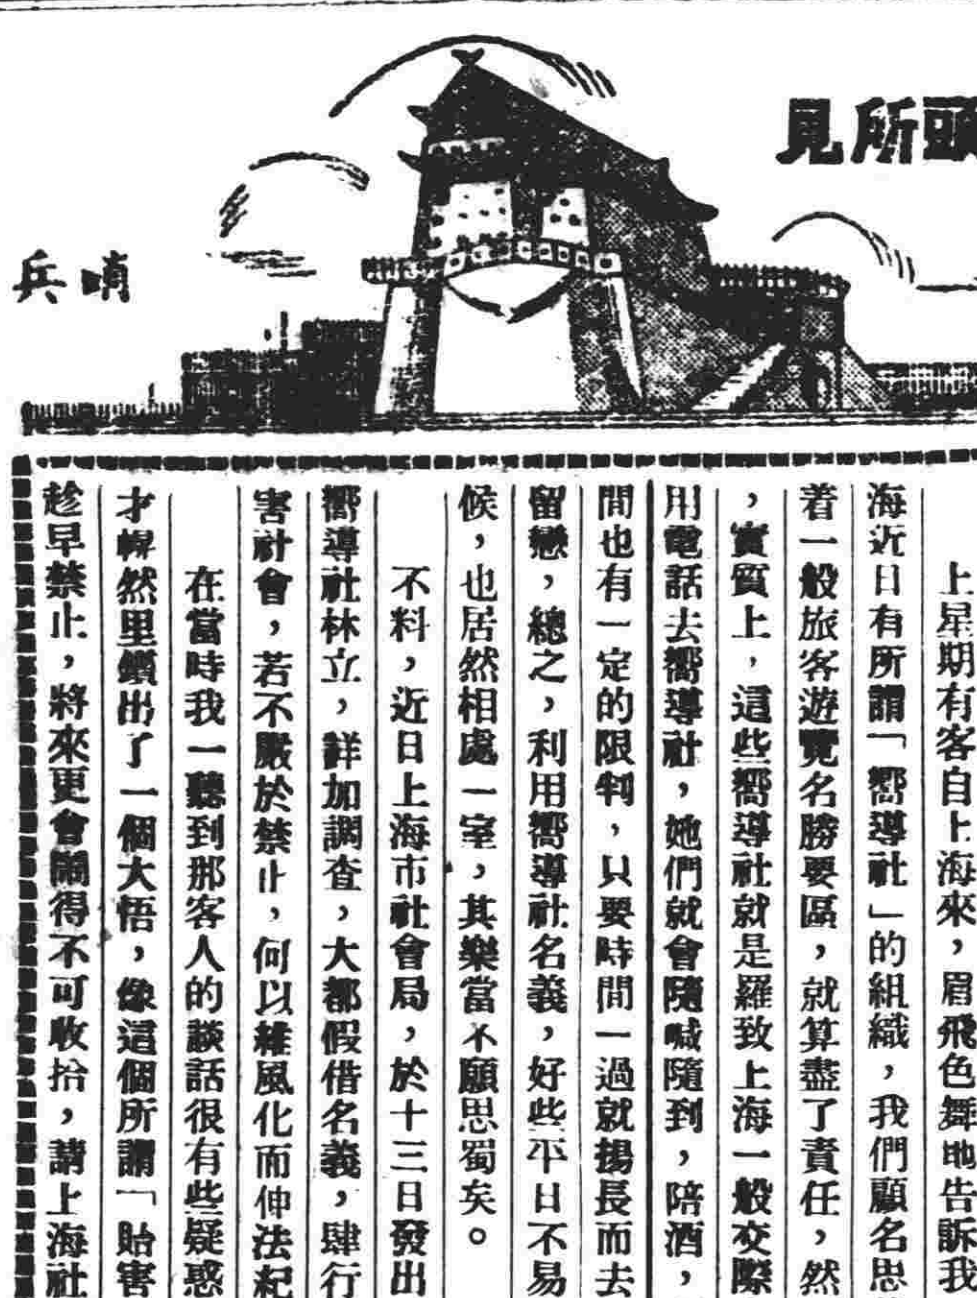 頭所見
哨兵
上星期有客自上海來，眉飛色舞地告訴我
海近日有所謂「嚮導社」的組織，我們顧名思
着一般旅客遊覽名勝要區，就算盡了責任，然
，實質上，這些嚮導社就是羅致上海一般交際
用電話去嚮導社，她們就會隨喊隨到，陪酒，
間也有一定的限制，只要時間一過就揚長而去
留戀，總之，利用嚮導社名義，好些平日不易
候，也居然相處一室，其樂當不願思蜀矣。
不料，近日上海市社會局，於十三日發出
嚮導社林立，詳加調查，大都假借名義，肆行
害社會，若不嚴於禁止，何以維風化而伸法紀
在當時我一聽到那客人的談話很有些疑惑
才幌然里鑽出了一個大悟，像這個所謂「貽害
趁早禁止，將來更會鬧得不可收拾，請上海社